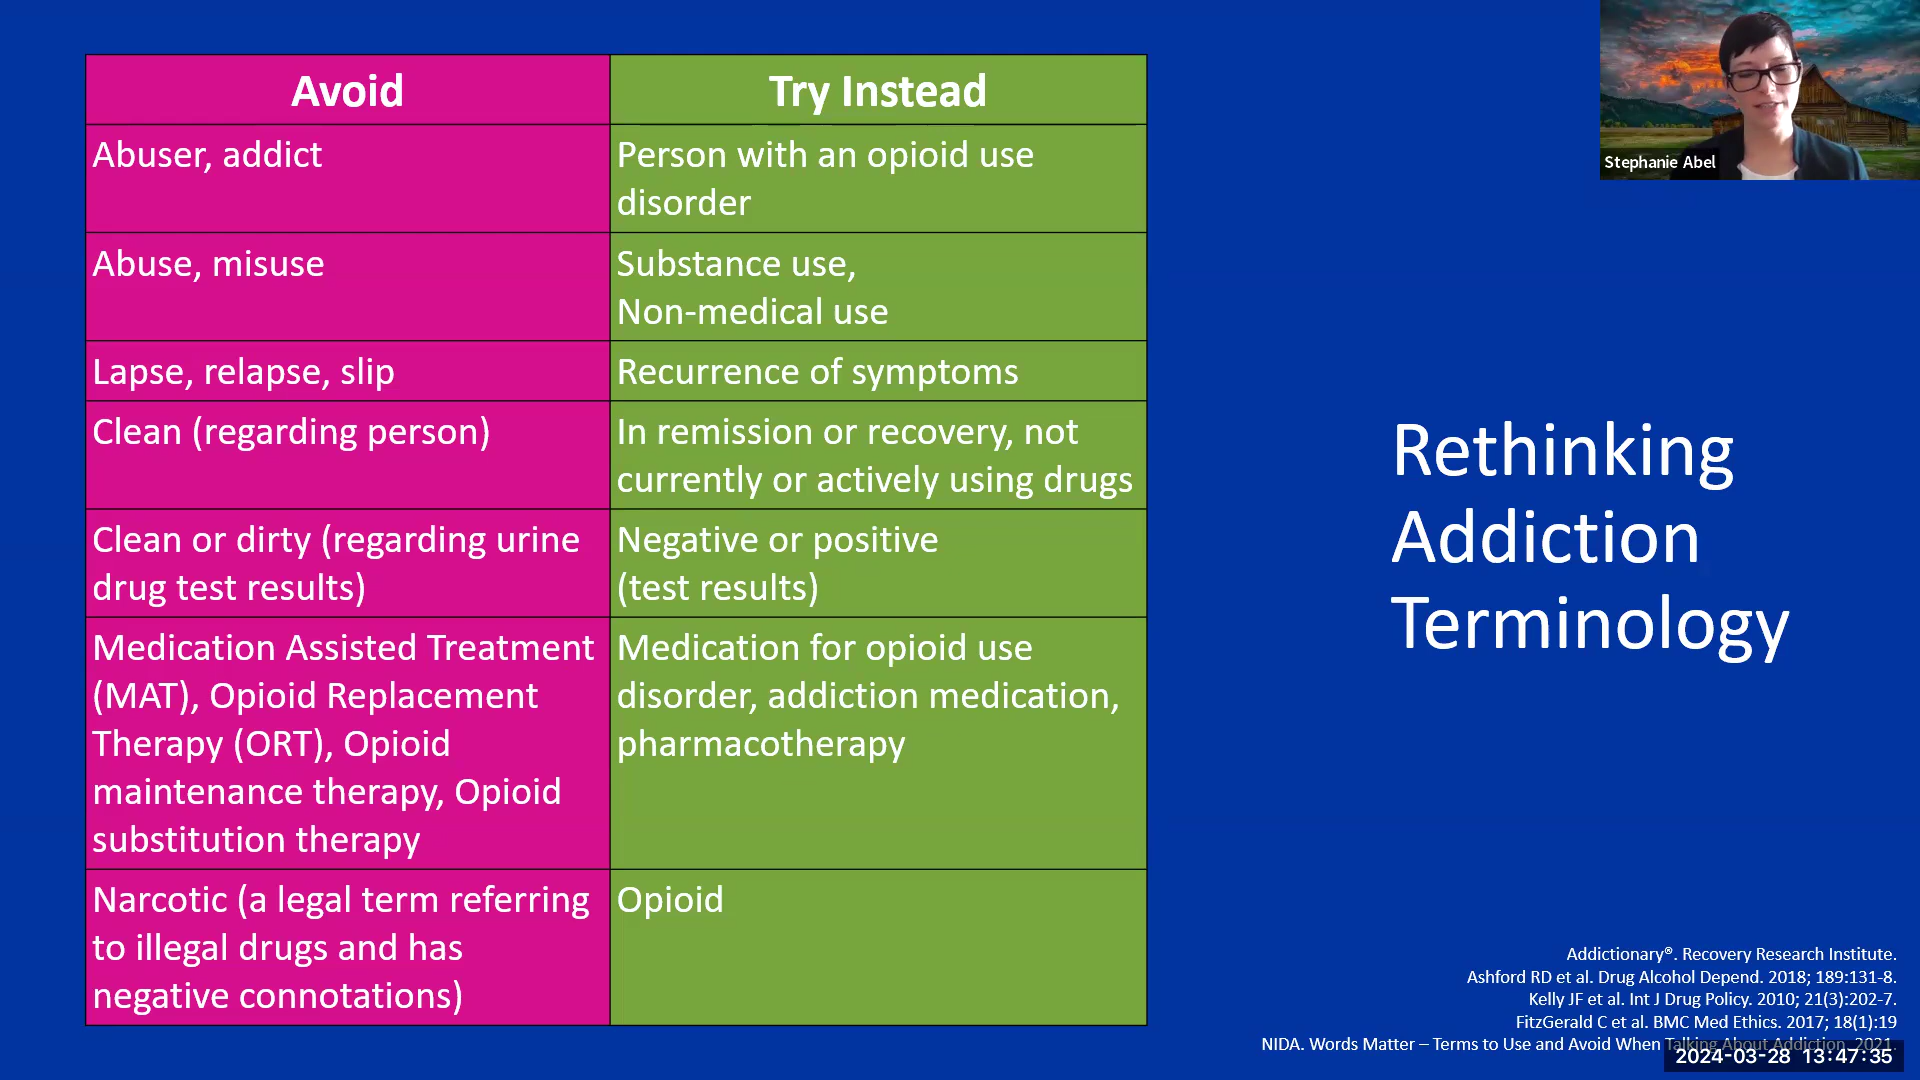 Avoid
Try Instead
Abuser, addict
Person with an opioid use
disorder
Abuse, misuse
Substance use,
Non-medical use
Lapse, relapse, slip
Recurrence of symptoms
Clean (regarding person)
In remission or recovery, not
currently or actively using drugs
Clean or dirty (regarding urine
drug test results)
Negative or positive
(test results)
Medication Assisted Treatment
(MAT), Opioid Replacement
Therapy (ORT), Opioid
maintenance therapy, Opioid
substitution therapy
Medication for opioid use
disorder, addiction medication,
pharmacotherapy
Narcotic (a legal term referring
to illegal drugs and has
negative connotations)
Opioid
Stephanie Abel
Rethinking
Addiction
Terminology
Addictionary®. Recovery Research Institute.
Ashford RD et al. Drug Alcohol Depend. 2018; 189:131-8.
Kelly JF et al. Int J Drug Policy. 2010; 21(3):202-7.
FitzGerald C et al. BMC Med Ethics. 2017; 18(1):19
NIDA. Words Matter – Terms to Use and Avoid When Talking About Addiction. 2021.
2024-03-28 13:47:35